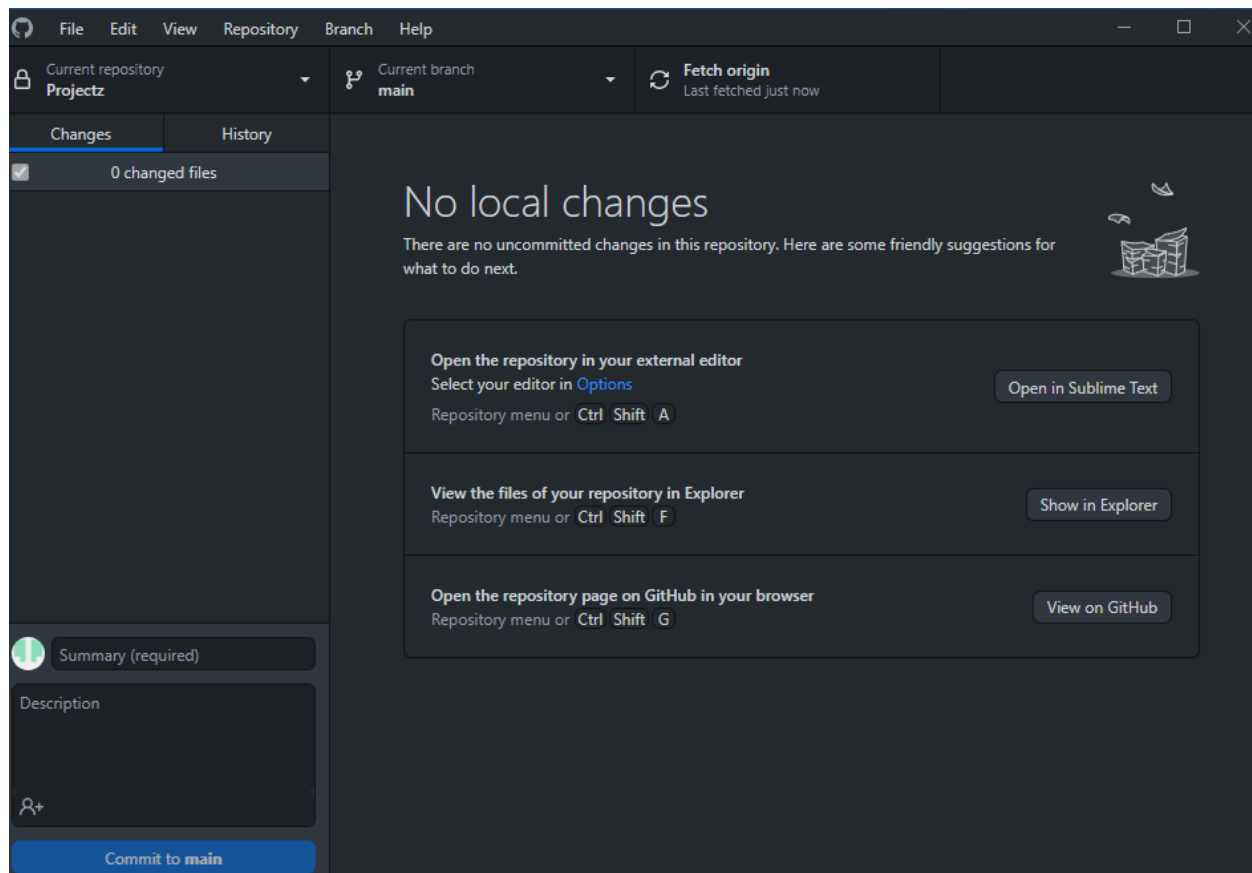 File Edit View Repository Branch Help
Current repository
Projectz
Current branch
main
Fetch origin
Last fetched just now
Changes History
0 changed files
No local changes
There are no uncommitted changes in this repository. Here are some friendly suggestions for
what to do next.
Open the repository in your external editor
Select your editor in Options
Repository menu or Ctrl Shift A
Open in Sublime Text
View the files of your repository in Explorer
Repository menu or Ctrl Shift F
Show in Explorer
Open the repository page on GitHub in your browser
Repository menu or Ctrl Shift G
View on GitHub
Summary (required)
Description
Commit to main